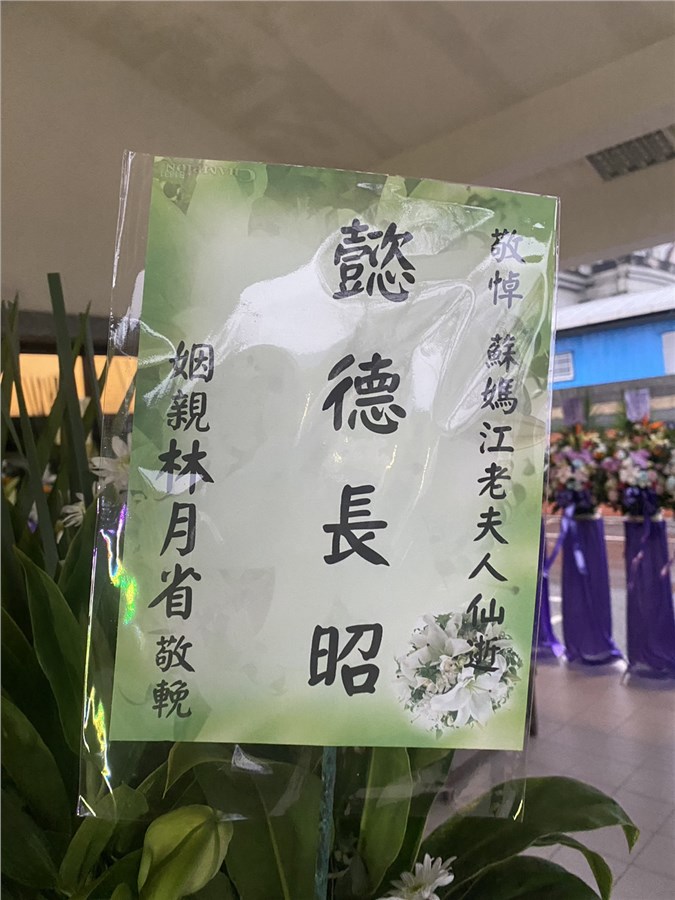 敬悼 蘇媽江老夫人仙逝
懿德長昭
姻親林月省敬輓